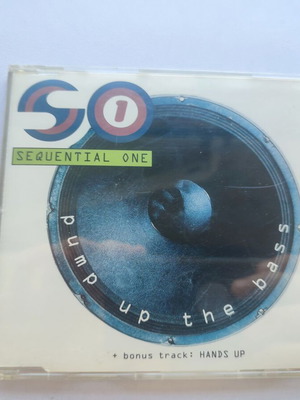 SO
1
SEQUENTIAL ONE
pump up the bass
+ bonus track: HANDS UP